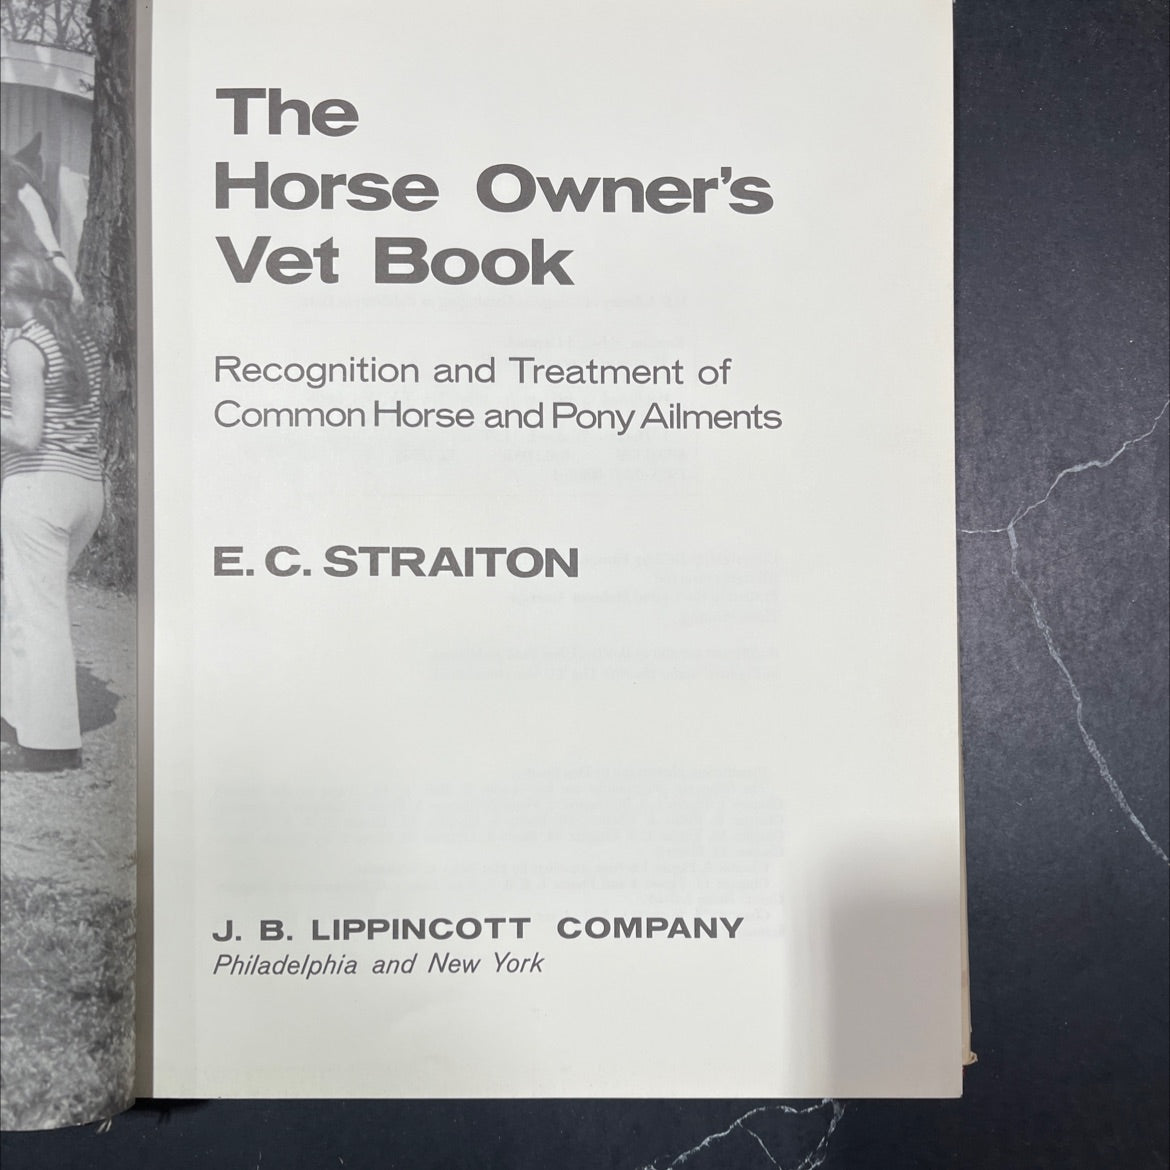 The
Horse Owner's
Vet Book
Recognition and Treatment of
Common Horse and Pony Ailments
E. C. STRAITON
J. B. LIPPINCOTT COMPANY
Philadelphia and New York